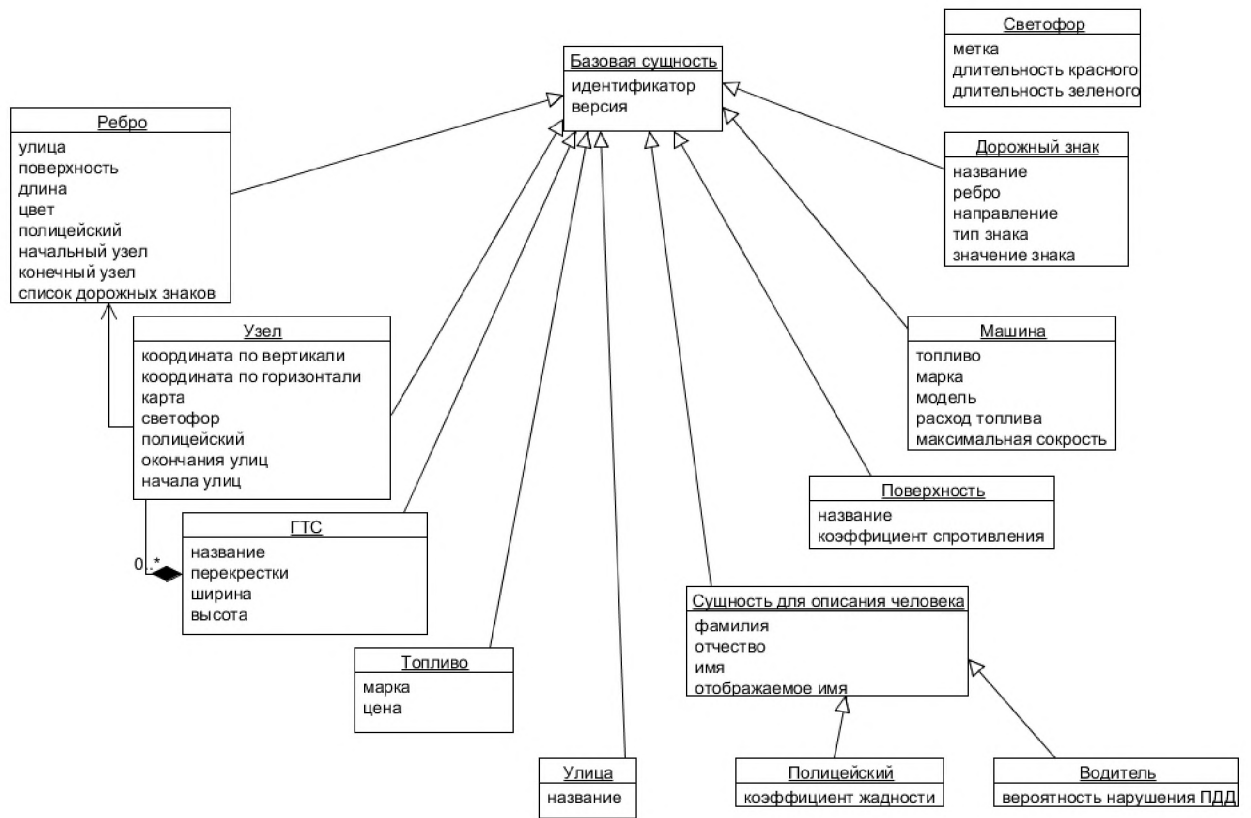 Светофор
метка
длительность красного
длительность зеленого
Базовая сущность
идентификатор
версия
Ребро
улица
поверхность
длина
цвет
полицейский
начальный узел
конечный узел
список дорожных знаков
Дорожный знак
название
ребро
направление
тип знака
значение знака
Узел
координата по вертикали
координата по горизонтали
карта
светофор
полицейский
окончания улиц
начала улиц
Машина
топливо
марка
модель
расход топлива
максимальная сокрость
Поверхность
название
коэффициент спротивления
ГТС
название
перекрестки
ширина
высота
0..*
Сущность для описания человека
фамилия
отчество
имя
отображаемое имя
Топливо
марка
цена
Улица
название
Полицейский
коэффициент жадности
Водитель
вероятность нарушения ПДД